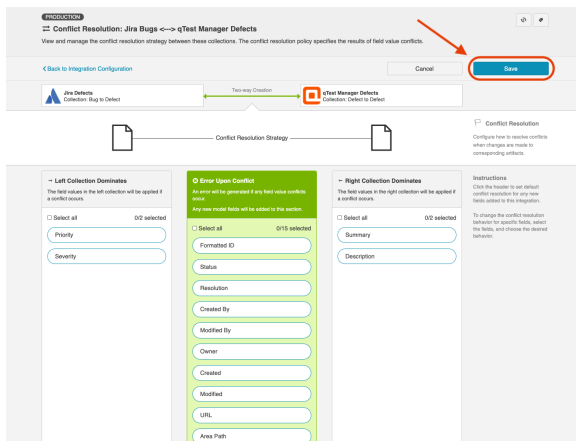 PRODUCTION
Conflict Resolution: Jira Bugs <---> qTest Manager Defects
View and manage the conflict resolution strategy between these collections. The conflict resolution policy specifies the results of field value conflicts.
Back to Integration Configuration
Cancel
Save
Jira Defects
Collection: Bug to Defect
Two-way Creation
qTest Manager Defects
Collection: Defect to Defect
Conflict Resolution Strategy
Conflict Resolution
Configure how to resolve conflicts
when changes are made to
corresponding artifacts.
Left Collection Dominates
The field values in the left collection will be applied if
a conflict occurs.
Select all 0/2 selected
Priority
Severity
Error Upon Conflict
An error will be generated if any field value conflicts
occur.
Any new model fields will be added to this section.
Select all 0/15 selected
Formatted ID
Status
Resolution
Created By
Modified By
Owner
Created
Modified
URL
Area Path
Right Collection Dominates
The field values in the right collection will be applied if
a conflict occurs.
Select all 0/2 selected
Summary
Description
Instructions
Click the header to set default
conflict resolution for any new
fields added to this integration.
To change the conflict resolution
behavior for specific fields, select
the fields, and choose the desired
behavior.